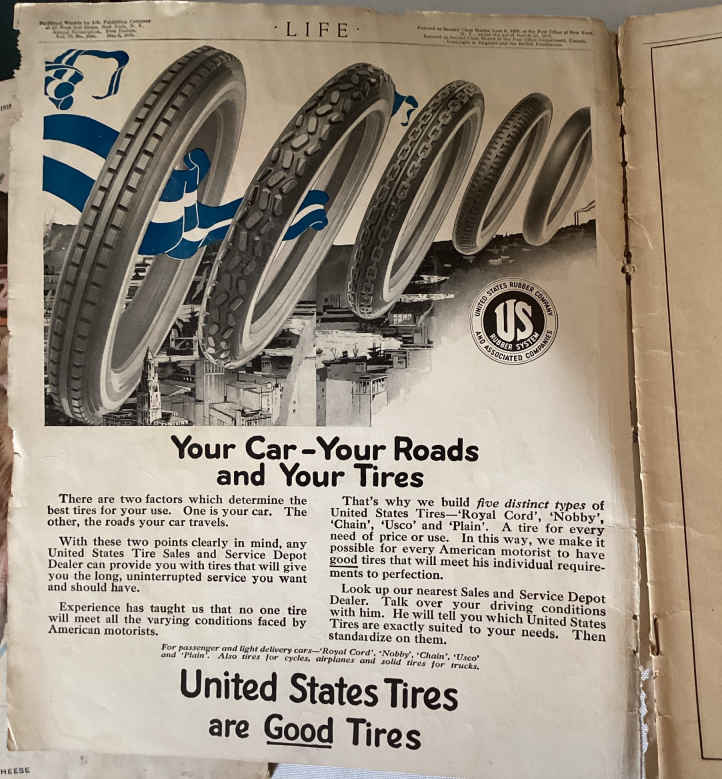 · LIFE ·
Your Car–Your Roads
and Your Tires
There are two factors which determine the
best tires for your use. One is your car. The
other, the roads your car travels.
With these two points clearly in mind, any
United States Tire Sales and Service Depot
Dealer can provide you with tires that will give
you the long, uninterrupted service you want
and should have.
Experience has taught us that no one tire
will meet all the varying conditions faced by
American motorists.
That's why we build five distinct types of
United States Tires—‘Royal Cord’, ‘Nobby’,
‘Chain’, ‘Usco’ and ‘Plain’. A tire for every
need of price or use. In this way, we make it
possible for every American motorist to have
good tires that will meet his individual require-
ments to perfection.
Look up our nearest Sales and Service Depot
Dealer. Talk over your driving conditions
with him. He will tell you which United States
Tires are exactly suited to your needs. Then
standardize on them.
For passenger and light delivery cars—‘Royal Cord’, ‘Nobby’, ‘Chain’, ‘Usco’
and ‘Plain’. Also tires for cycles, airplanes and solid tires for trucks.
United States Tires
are Good Tires
UNITED STATES RUBBER COMPANY
AND ASSOCIATED COMPANIES
US
RUBBER SYSTEM
HEESE